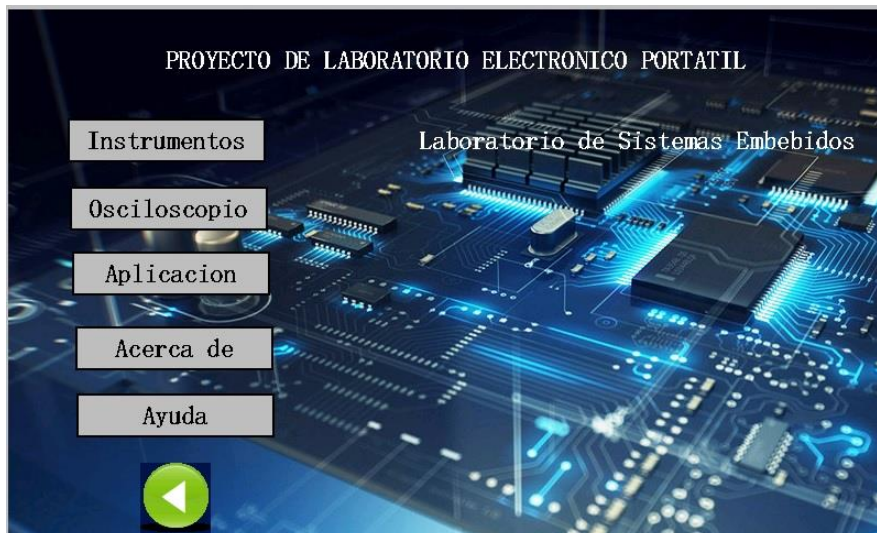 PROYECTO DE LABORATORIO ELECTRONICO PORTATIL
Instrumentos
Laboratorio de Sistemas Embebidos
Osciloscopio
Aplicacion
Acerca de
Ayuda